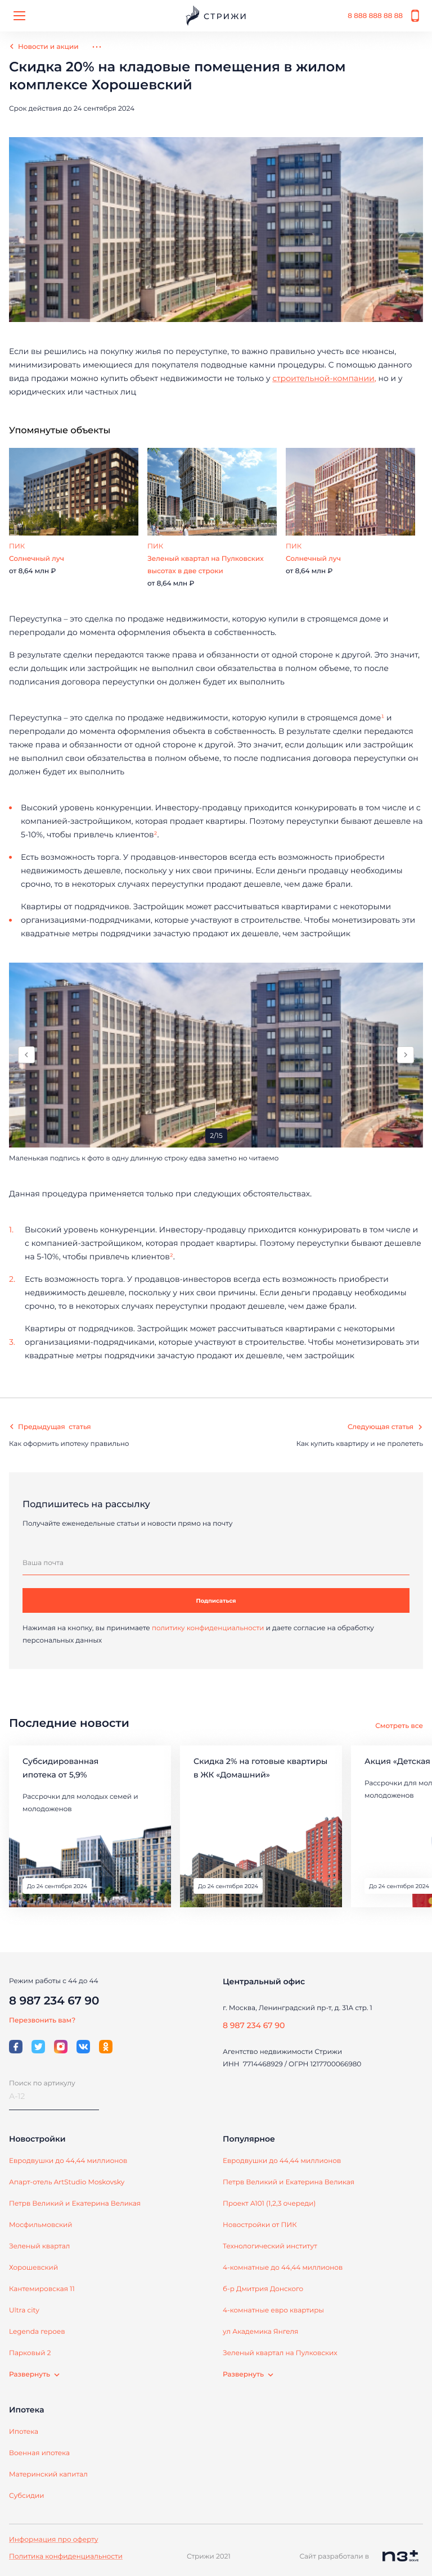 СТРИЖИ
8 888 888 88 88
Новости и акции
Скидка 20% на кладовые помещения в жилом
комплексе Хорошевский
Срок действия до 24 сентября 2024
Если вы решились на покупку жилья по переуступке, то важно правильно учесть все нюансы,
минимизировать имеющиеся для покупателя подводные камни процедуры. С помощью данного
вида продажи можно купить объект недвижимости не только у строительной-компании, но и у
юридических или частных лиц
Упомянутые объекты
ПИК
Солнечный луч
от 8,64 млн ₽
ПИК
Зеленый квартал на Пулковских
высотах в две строки
от 8,64 млн ₽
ПИК
Солнечный луч
от 8,64 млн ₽
Переуступка – это сделка по продаже недвижимости, которую купили в строящемся доме и
перепродали до момента оформления объекта в собственность.
В результате сделки передаются также права и обязанности от одной стороне к другой. Это значит,
если дольщик или застройщик не выполнил свои обязательства в полном объеме, то после
подписания договора переуступки он должен будет их выполнить
Переуступка – это сделка по продаже недвижимости, которую купили в строящемся доме¹ и
перепродали до момента оформления объекта в собственность. В результате сделки передаются
также права и обязанности от одной стороне к другой. Это значит, если дольщик или застройщик
не выполнил свои обязательства в полном объеме, то после подписания договора переуступки он
должен будет их выполнить
Высокий уровень конкуренции. Инвестору-продавцу приходится конкурировать в том числе и с
компанией-застройщиком, которая продает квартиры. Поэтому переуступки бывают дешевле на
5-10%, чтобы привлечь клиентов².
Есть возможность торга. У продавцов-инвесторов всегда есть возможность приобрести
недвижимость дешевле, поскольку у них свои причины. Если деньги продавцу необходимы
срочно, то в некоторых случаях переуступки продают дешевле, чем даже брали.
Квартиры от подрядчиков. Застройщик может рассчитываться квартирами с некоторыми
организациями-подрядчиками, которые участвуют в строительстве. Чтобы монетизировать эти
квадратные метры подрядчики зачастую продают их дешевле, чем застройщик
2/15
Маленькая подпись к фото в одну длинную строку едва заметно но читаемо
Данная процедура применяется только при следующих обстоятельствах.
1. Высокий уровень конкуренции. Инвестору-продавцу приходится конкурировать в том числе и
с компанией-застройщиком, которая продает квартиры. Поэтому переуступки бывают дешевле
на 5-10%, чтобы привлечь клиентов².
2. Есть возможность торга. У продавцов-инвесторов всегда есть возможность приобрести
недвижимость дешевле, поскольку у них свои причины. Если деньги продавцу необходимы
срочно, то в некоторых случаях переуступки продают дешевле, чем даже брали.
Квартиры от подрядчиков. Застройщик может рассчитываться квартирами с некоторыми
3. организациями-подрядчиками, которые участвуют в строительстве. Чтобы монетизировать эти
квадратные метры подрядчики зачастую продают их дешевле, чем застройщик
Предыдущая статья
Следующая статья
Как оформить ипотеку правильно
Как купить квартиру и не пролететь
Подпишитесь на рассылку
Получайте еженедельные статьи и новости прямо на почту
Ваша почта
Подписаться
Нажимая на кнопку, вы принимаете политику конфиденциальности и даете согласие на обработку
персональных данных
Последние новости
Смотреть все
Субсидированная
ипотека от 5,9%
Рассрочки для молодых семей и
молодоженов
До 24 сентября 2024
Скидка 2% на готовые квартиры
в ЖК «Домашний»
До 24 сентября 2024
Акция «Детская
Рассрочки для мол
молодоженов
До 24 сентября 2024
Режим работы с 44 до 44
8 987 234 67 90
Перезвонить вам?
Поиск по артикулу
А-12
Центральный офис
г. Москва, Ленинградский пр-т, д. 31А стр. 1
8 987 234 67 90
Агентство недвижимости Стрижи
ИНН 7714468929 / ОГРН 1217700066980
Новостройки
Евродвушки до 44,44 миллионов
Апарт-отель ArtStudio Moskovsky
Петрв Великий и Екатерина Великая
Мосфильмовский
Зеленый квартал
Хорошевский
Кантемировская 11
Ultra city
Legenda героев
Парковый 2
Развернуть
Популярное
Евродвушки до 44,44 миллионов
Петрв Великий и Екатерина Великая
Проект А101 (1,2,3 очереди)
Новостройки от ПИК
Технологический институт
4-комнатные до 44,44 миллионов
б-р Дмитрия Донского
4-комнатные евро квартиры
ул Академика Янгеля
Зеленый квартал на Пулковских
Развернуть
Ипотека
Ипотека
Военная ипотека
Материнский капитал
Субсидии
Информация про оферту
Политика конфиденциальности
Стрижи 2021
Сайт разработали в